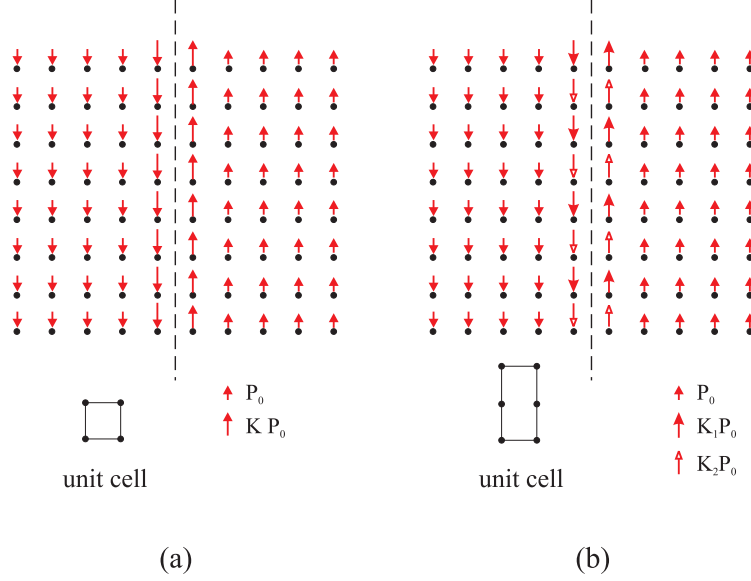 P₀
K P₀
unit cell
(a)
P₀
K₁P₀
K₂P₀
unit cell
(b)